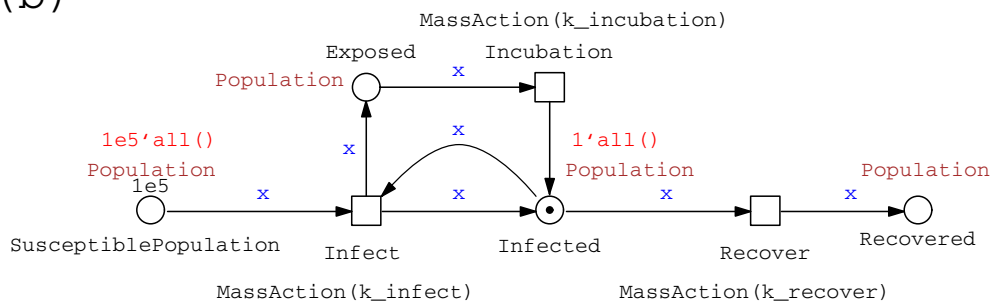 (b)
MassAction(k_incubation)
Exposed
Incubation
Population
x
x
x
1e5‘all()
1‘all()
Population
Population
Population
1e5
x
x
x
x
SusceptiblePopulation
Infect
Infected
Recover
Recovered
MassAction(k_infect)
MassAction(k_recover)